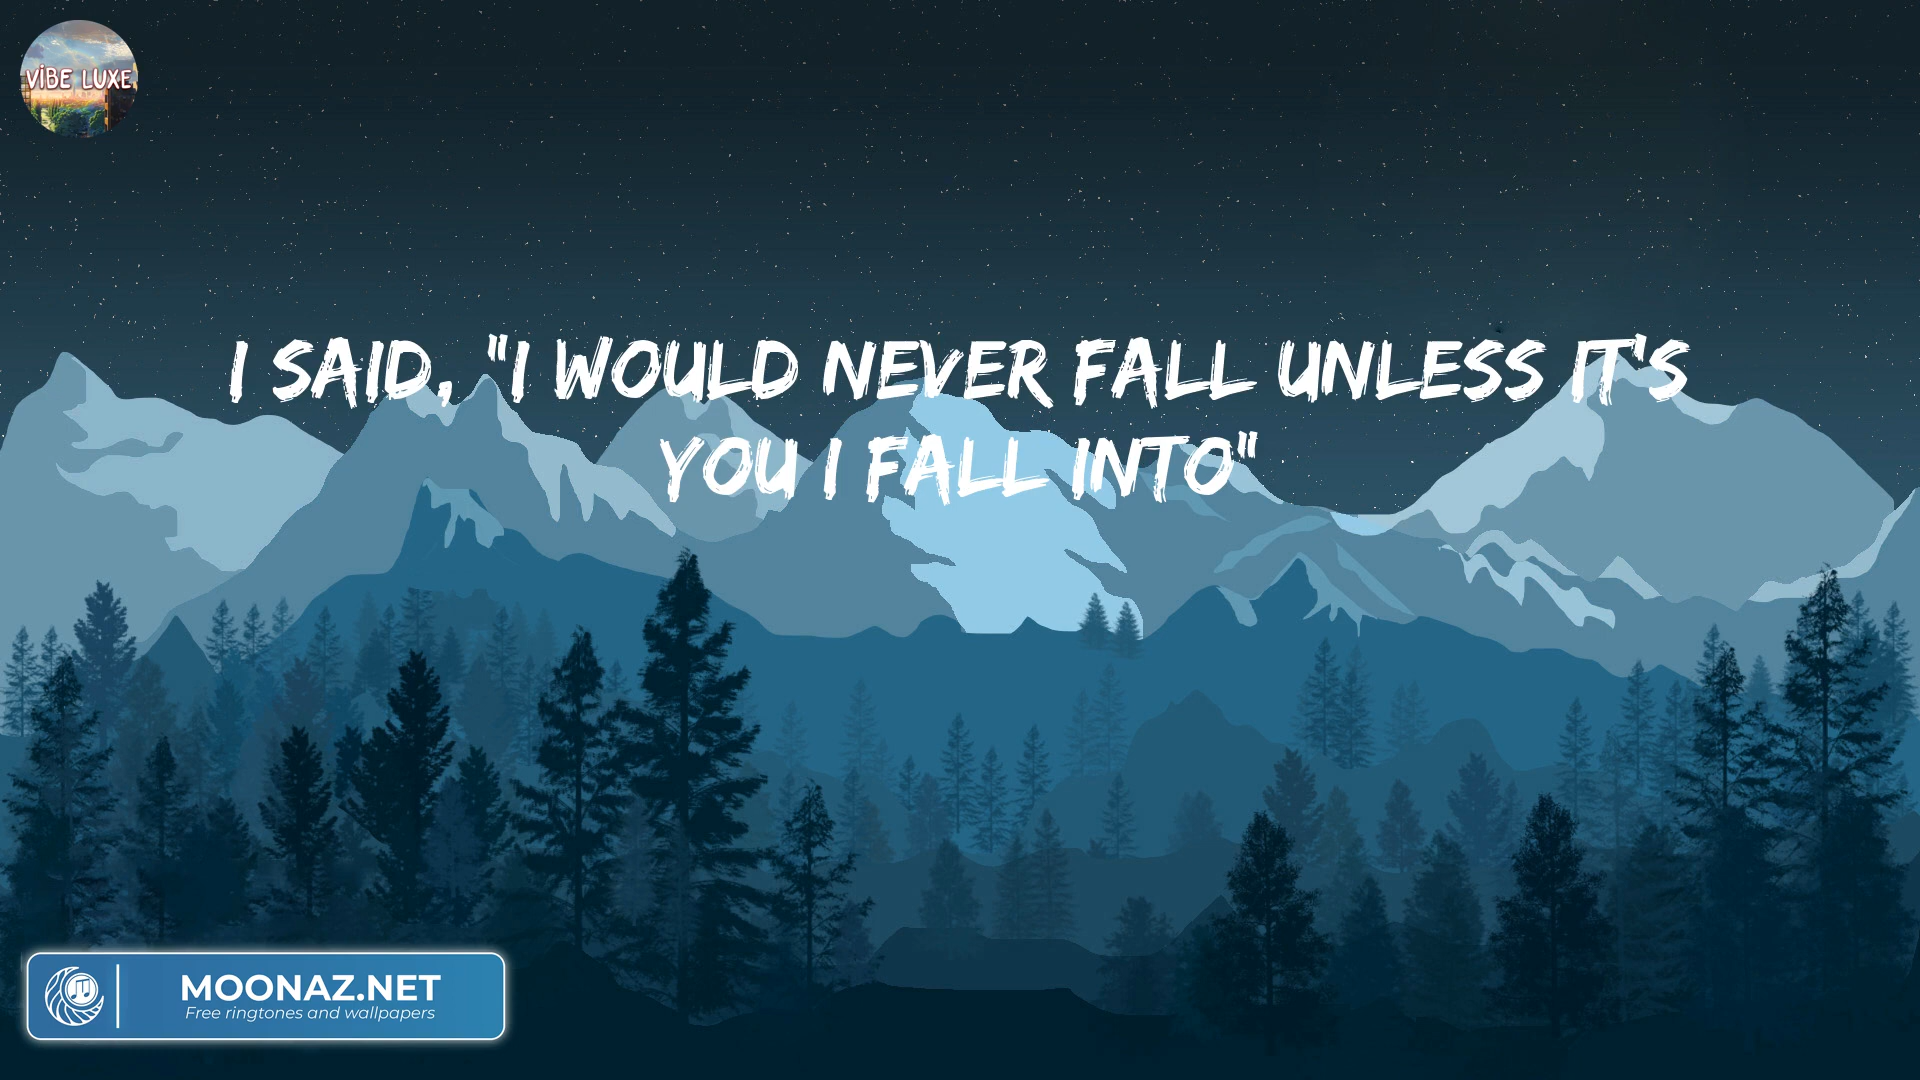 VIBE LUXE
I SAID, "I WOULD NEVER FALL UNLESS IT'S
YOU I FALL INTO"
MOONAZ.NET
Free ringtones and wallpapers